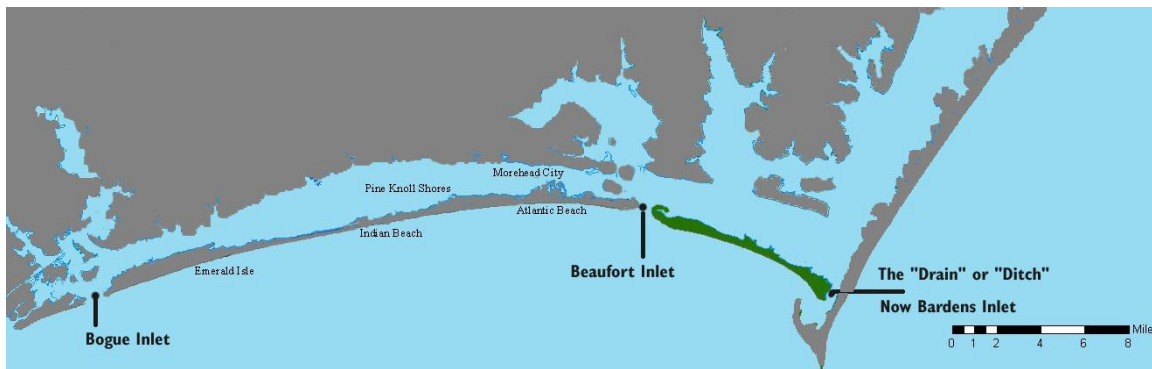 Morehead City
Pine Knoll Shores
Atlantic Beach
Indian Beach
Emerald Isle
Beaufort Inlet
The "Drain" or "Ditch"
Now Bardens Inlet
Bogue Inlet
Mile
0 1 2 4 6 8